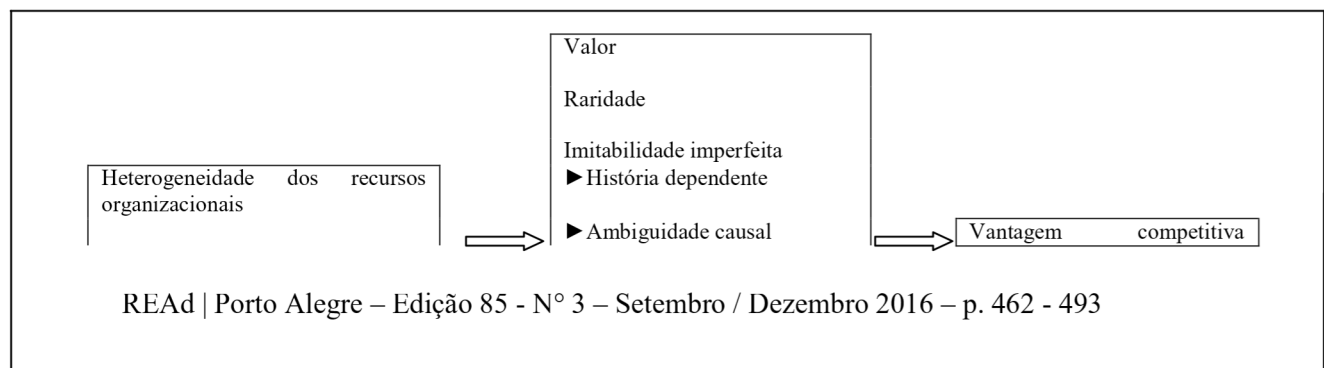 Valor
Raridade
Imitabilidade imperfeita
►História dependente
►Ambiguidade causal
Heterogeneidade dos recursos
organizacionais
Vantagem competitiva
REAd | Porto Alegre – Edição 85 - N° 3 – Setembro / Dezembro 2016 – p. 462 - 493